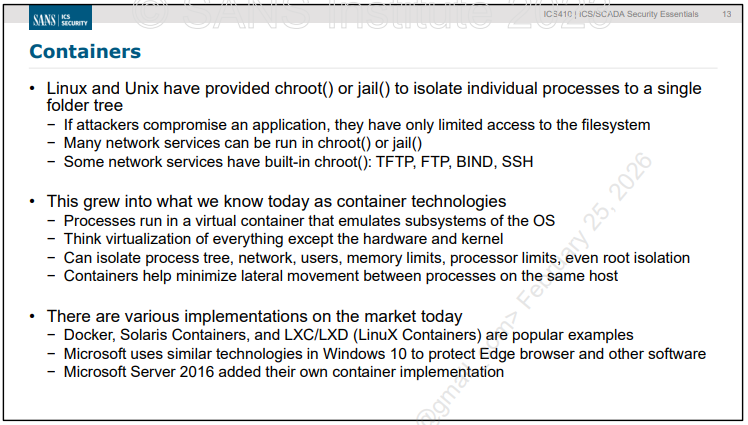 © SANS Institute 2026
SANS ICS SECURITY
ICS410 | ICS/SCADA Security Essentials 13
Containers
• Linux and Unix have provided chroot() or jail() to isolate individual processes to a single
folder tree
− If attackers compromise an application, they have only limited access to the filesystem
− Many network services can be run in chroot() or jail()
− Some network services have built-in chroot(): TFTP, FTP, BIND, SSH
• This grew into what we know today as container technologies
− Processes run in a virtual container that emulates subsystems of the OS
− Think virtualization of everything except the hardware and kernel
− Can isolate process tree, network, users, memory limits, processor limits, even root isolation
− Containers help minimize lateral movement between processes on the same host
• There are various implementations on the market today
− Docker, Solaris Containers, and LXC/LXD (LinuX Containers) are popular examples
− Microsoft uses similar technologies in Windows 10 to protect Edge browser and other software
− Microsoft Server 2016 added their own container implementation
@gmail.com> February 25, 2026